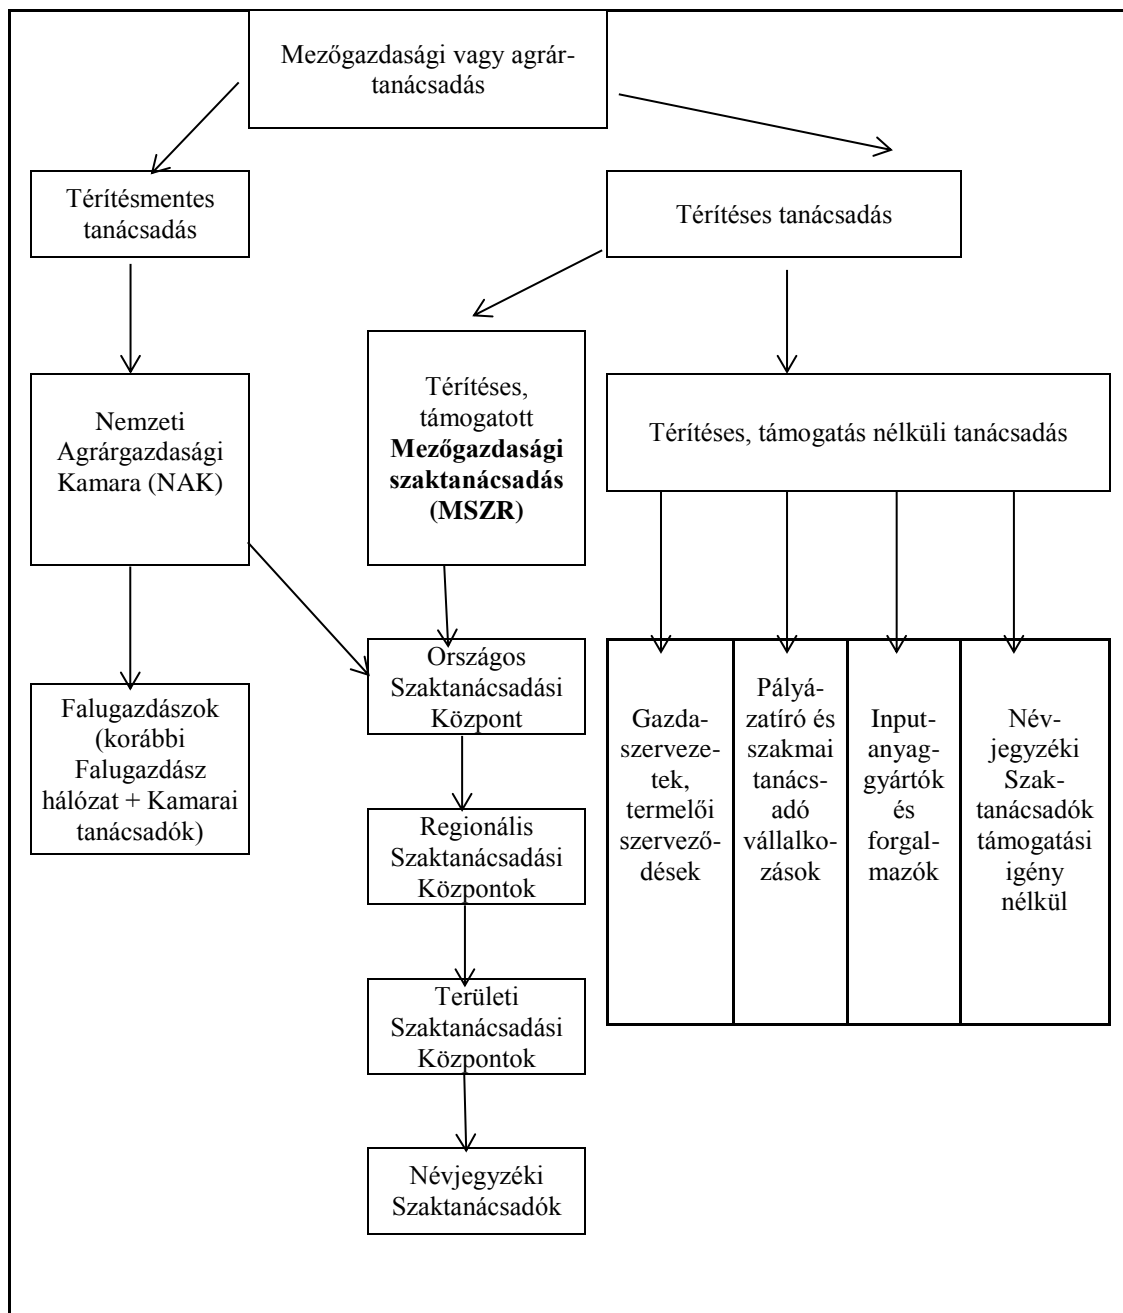 Mezőgazdasági vagy agrár-
tanácsadás
Térítésmentes
tanácsadás
Térítéses tanácsadás
Nemzeti
Agrárgazdasági
Kamara (NAK)
Térítéses,
támogatott
Mezőgazdasági
szaktanácsadás
(MSZR)
Térítéses, támogatás nélküli tanácsadás
Falugazdászok
(korábbi
Falugazdász
hálózat + Kamarai
tanácsadók)
Országos
Szaktanácsadási
Központ
Regionális
Szaktanácsadási
Központok
Területi
Szaktanácsadási
Központok
Névjegyzéki
Szaktanácsadók
Gazda-
szerveze-
tek,
termelői
szervező-
dések
Pályá-
zatíró és
szakmai
tanács-
adó
vállalko-
zások
Input-
anyag-
gyártók
és
forgal-
mazók
Név-
jegyzéki
Szak-
tanácsadók
támogatási
igény
nélkül